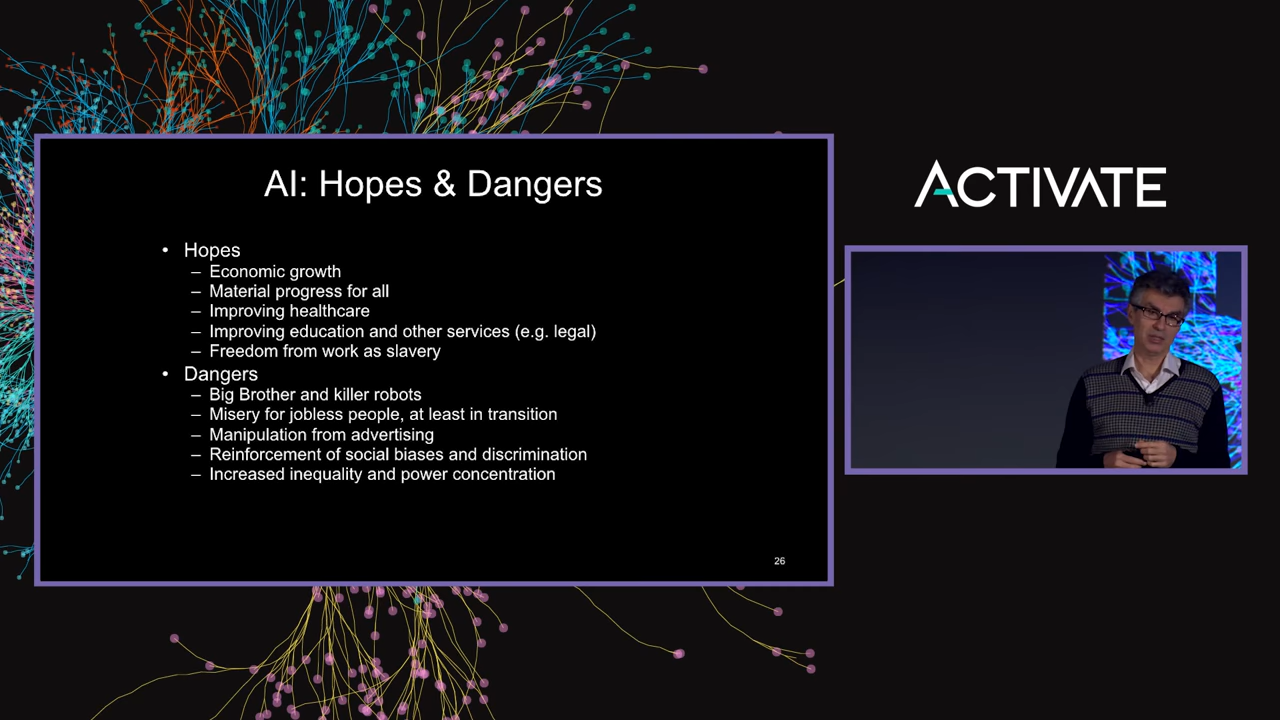 AI: Hopes & Dangers
• Hopes
– Economic growth
– Material progress for all
– Improving healthcare
– Improving education and other services (e.g. legal)
– Freedom from work as slavery
• Dangers
– Big Brother and killer robots
– Misery for jobless people, at least in transition
– Manipulation from advertising
– Reinforcement of social biases and discrimination
– Increased inequality and power concentration
26
ACTIVATE